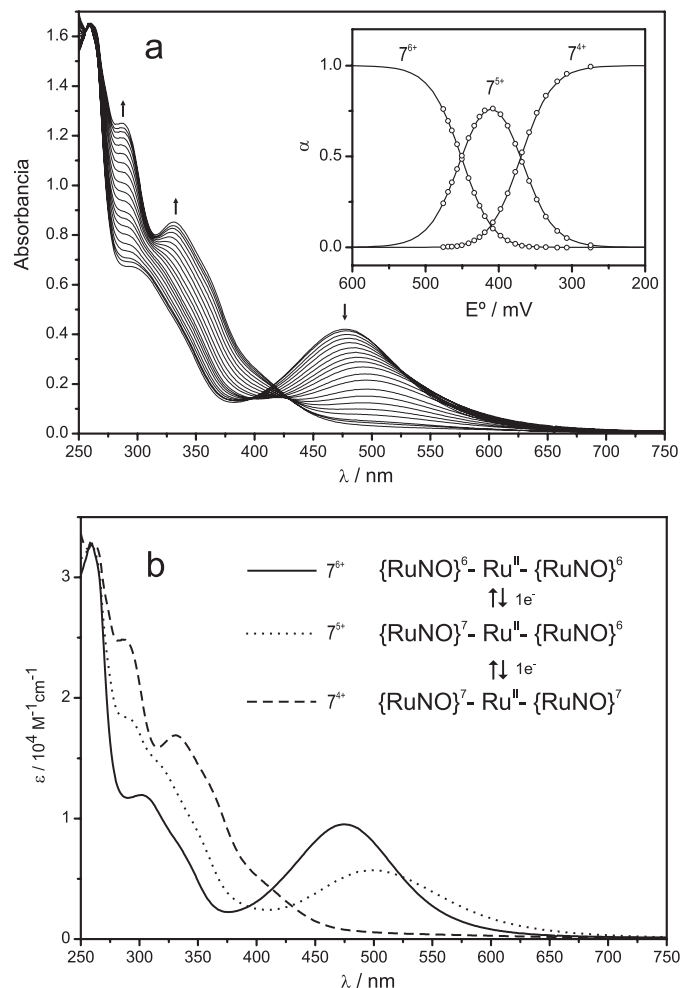 a
Absorbancia
1.6
1.4
1.2
1.0
0.8
0.6
0.4
0.2
0.0
250 300 350 400 450 500 550 600 650 700 750
λ / nm
7⁶⁺
7⁵⁺
7⁴⁺
α
1.0
0.5
0.0
600 500 400 300 200
Eº / mV
b
ε / 10⁴ M⁻¹cm⁻¹
3
2
1
0
7⁶⁺ {RuNO}⁶- Ruᴵᴵ- {RuNO}⁶
↑↓ 1e⁻
7⁵⁺ {RuNO}⁷- Ruᴵᴵ- {RuNO}⁶
↑↓ 1e⁻
7⁴⁺ {RuNO}⁷- Ruᴵᴵ- {RuNO}⁷
250 300 350 400 450 500 550 600 650 700 750
λ / nm